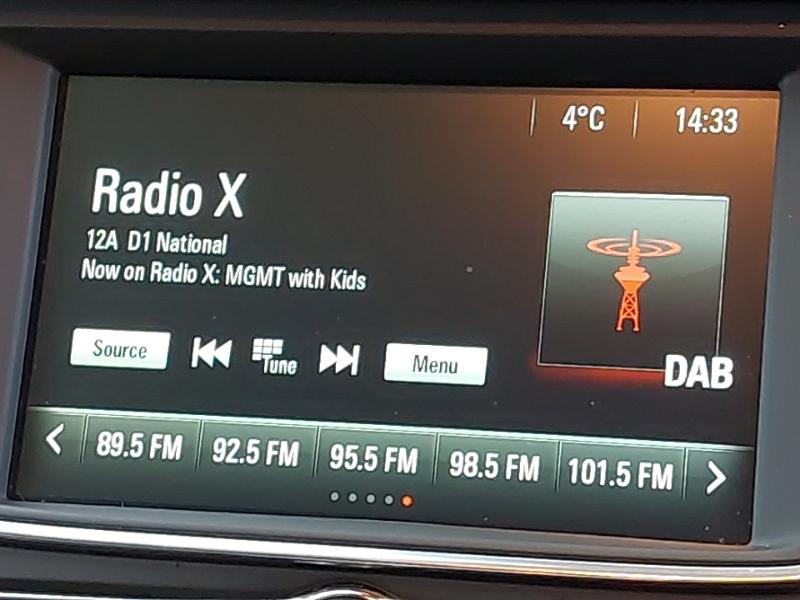 4°C 14:33
Radio X
12A D1 National
Now on Radio X: MGMT with Kids
Source Tune Menu
DAB
89.5 FM 92.5 FM 95.5 FM 98.5 FM 101.5 FM